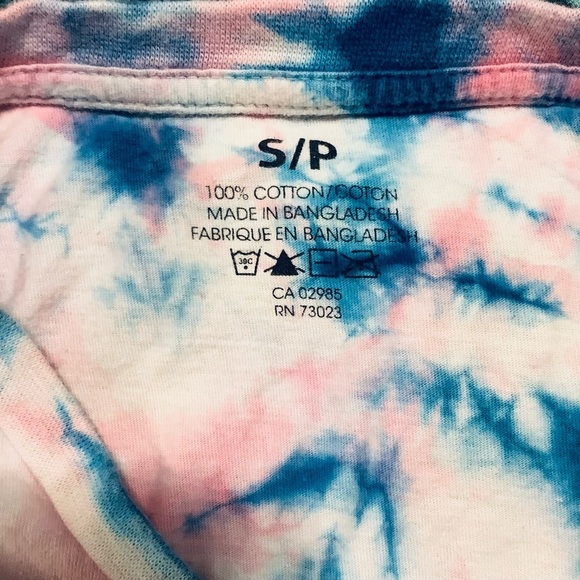 S/P
100% COTTON/COTON
MADE IN BANGLADESH
FABRIQUE EN BANGLADESH
30C
CA 02985
RN 73023